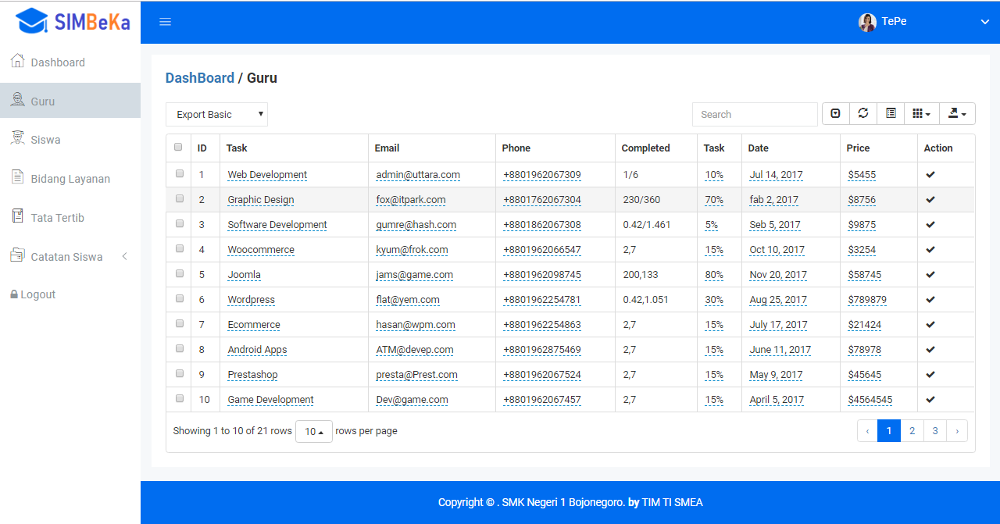 SIMBeKa
TePe
Dashboard
Guru
Siswa
Bidang Layanan
Tata Tertib
Catatan Siswa
Logout
DashBoard / Guru
Export Basic
Search
ID Task Email Phone Completed Task Date Price Action
1 Web Development admin@uttara.com +8801962067309 1/6 10% Jul 14, 2017 $5455
2 Graphic Design fox@itpark.com +8801762067304 230/360 70% fab 2, 2017 $8756
3 Software Development gumre@hash.com +8801862067308 0.42/1.461 5% Seb 5, 2017 $9875
4 Woocommerce kyum@frok.com +8801962066547 2,7 15% Oct 10, 2017 $3254
5 Joomla jams@game.com +8801962098745 200,133 80% Nov 20, 2017 $58745
6 Wordpress flat@yem.com +8801962254781 0.42,1.051 30% Aug 25, 2017 $789879
7 Ecommerce hasan@wpm.com +8801962254863 2,7 15% July 17, 2017 $21424
8 Android Apps ATM@devep.com +8801962875469 2,7 15% June 11, 2017 $78978
9 Prestashop presta@Prest.com +8801962067524 2,7 15% May 9, 2017 $45645
10 Game Development Dev@game.com +8801962067457 2,7 15% April 5, 2017 $4564545
Showing 1 to 10 of 21 rows 10 rows per page ‹ 1 2 3 ›
Copyright © . SMK Negeri 1 Bojonegoro. by TIM TI SMEA